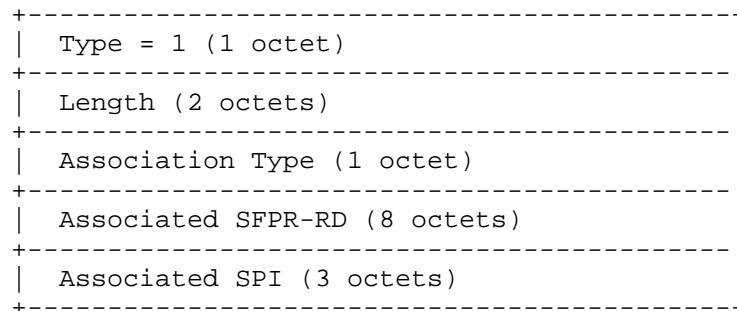 Type = 1 (1 octet)
Length (2 octets)
Association Type (1 octet)
Associated SFPR-RD (8 octets)
Associated SPI (3 octets)